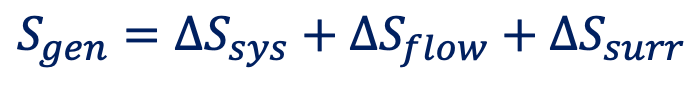 S_gen = ΔS_sys + ΔS_flow + ΔS_surr